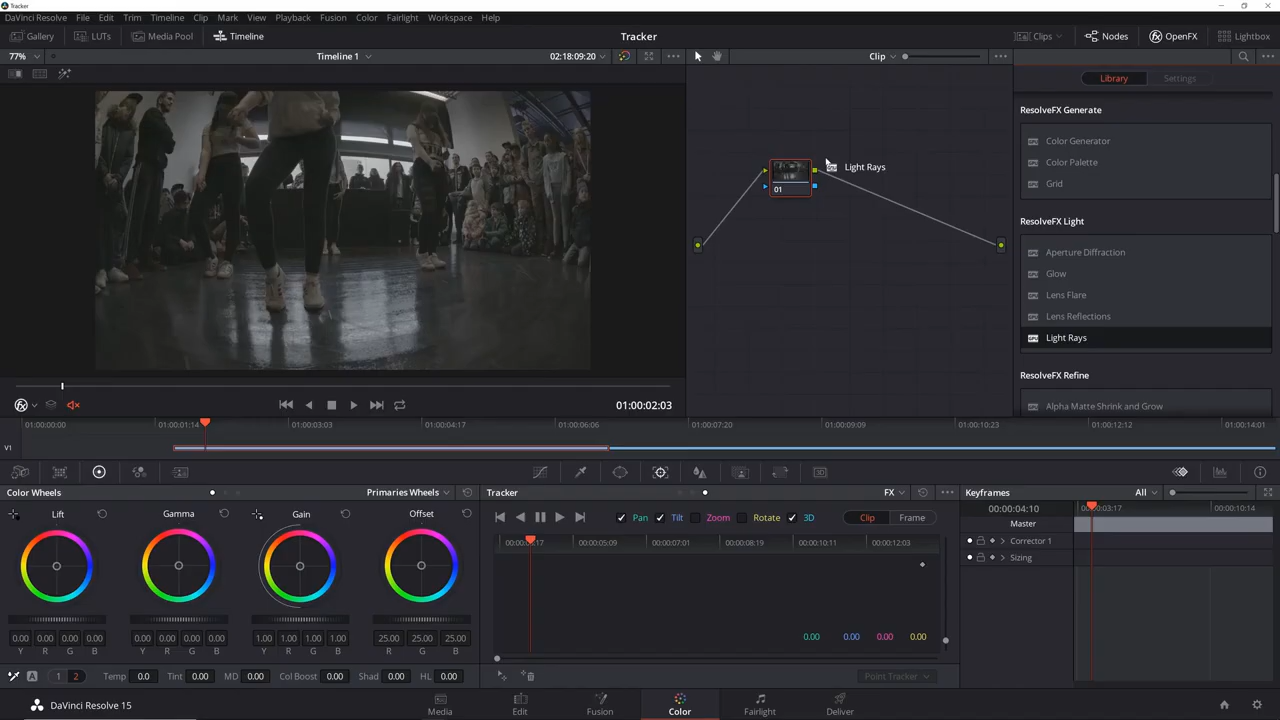 Tracker
DaVinci Resolve File Edit Trim Timeline Clip Mark View Playback Fusion Color Fairlight Workspace Help
Gallery LUTs Media Pool Timeline Tracker Clips Nodes OpenFX Lightbox
77% Timeline 1 02:18:09:20 Clip
Library Settings
ResolveFX Generate
Color Generator
Color Palette
Grid
ResolveFX Light
Aperture Diffraction
Glow
Lens Flare
Lens Reflections
Light Rays
ResolveFX Refine
Alpha Matte Shrink and Grow
Light Rays
01
01:00:02:03
01:00:00:00 01:00:01:14 01:00:03:03 01:00:04:17 01:00:06:06 01:00:07:20 01:00:09:09 01:00:10:23 01:00:12:12 01:00:14:01
V1
Color Wheels Primaries Wheels
Lift Gamma Gain Offset
0.00 0.00 0.00 0.00 0.00 0.00 0.00 0.00 1.00 1.00 1.00 1.00 25.00 25.00 25.00
Y R G B Y R G B Y R G B R G B
A 1 2 Temp 0.0 Tint 0.00 MD 0.00 Col Boost 0.00 Shad 0.00 HL 0.00
Tracker FX
Pan Tilt Zoom Rotate 3D Clip Frame
00:00:05:09 00:00:07:01 00:00:08:19 00:00:10:11 00:00:12:03
0.00 0.00 0.00 0.00
Point Tracker
Keyframes All
00:00:04:10 00:00:10:14
Master
Corrector 1
Sizing
DaVinci Resolve 15 Media Edit Fusion Color Fairlight Deliver